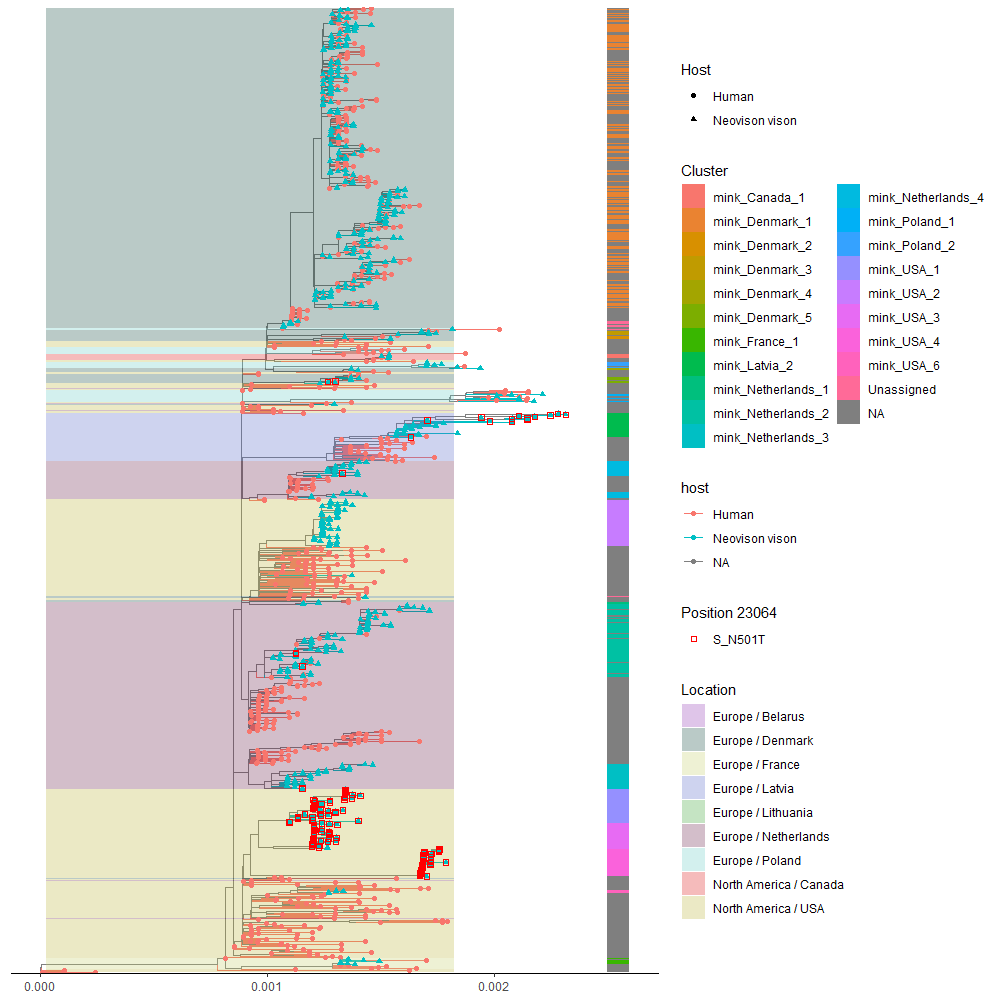 Host
Human
Neovison vison
Cluster
mink_Canada_1
mink_Denmark_1
mink_Denmark_2
mink_Denmark_3
mink_Denmark_4
mink_Denmark_5
mink_France_1
mink_Latvia_2
mink_Netherlands_1
mink_Netherlands_2
mink_Netherlands_3
mink_Netherlands_4
mink_Poland_1
mink_Poland_2
mink_USA_1
mink_USA_2
mink_USA_3
mink_USA_4
mink_USA_6
Unassigned
NA
host
Human
Neovison vison
NA
Position 23064
S_N501T
Location
Europe / Belarus
Europe / Denmark
Europe / France
Europe / Latvia
Europe / Lithuania
Europe / Netherlands
Europe / Poland
North America / Canada
North America / USA
0.000
0.001
0.002